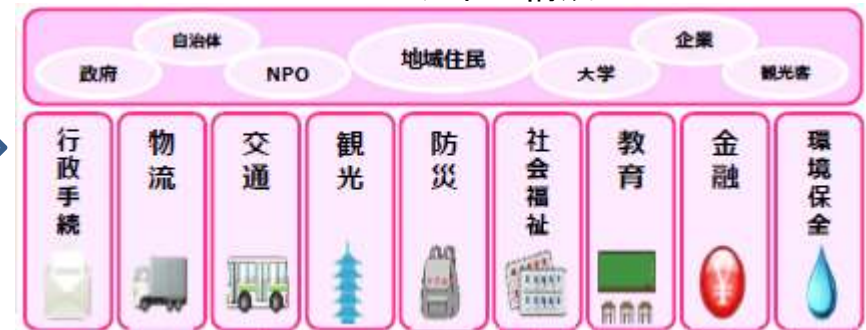 自治体
企業
政府
NPO
地域住民
大学
観光客
行政手続
物流
交通
観光
防災
社会福祉
教育
金融
環境保全
¥